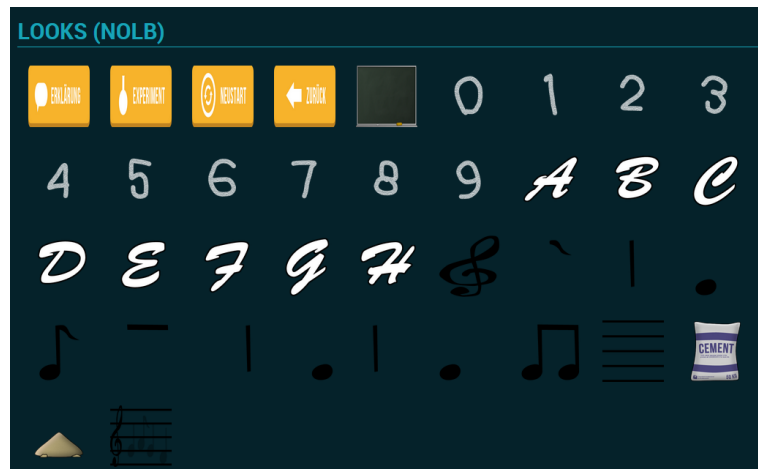 LOOKS (NOLB)
ERKLÄRUNG EXPERIMENT NEUSTART ZURÜCK 0 1 2 3
4 5 6 7 8 9 A B C
D E F G H
CEMENT